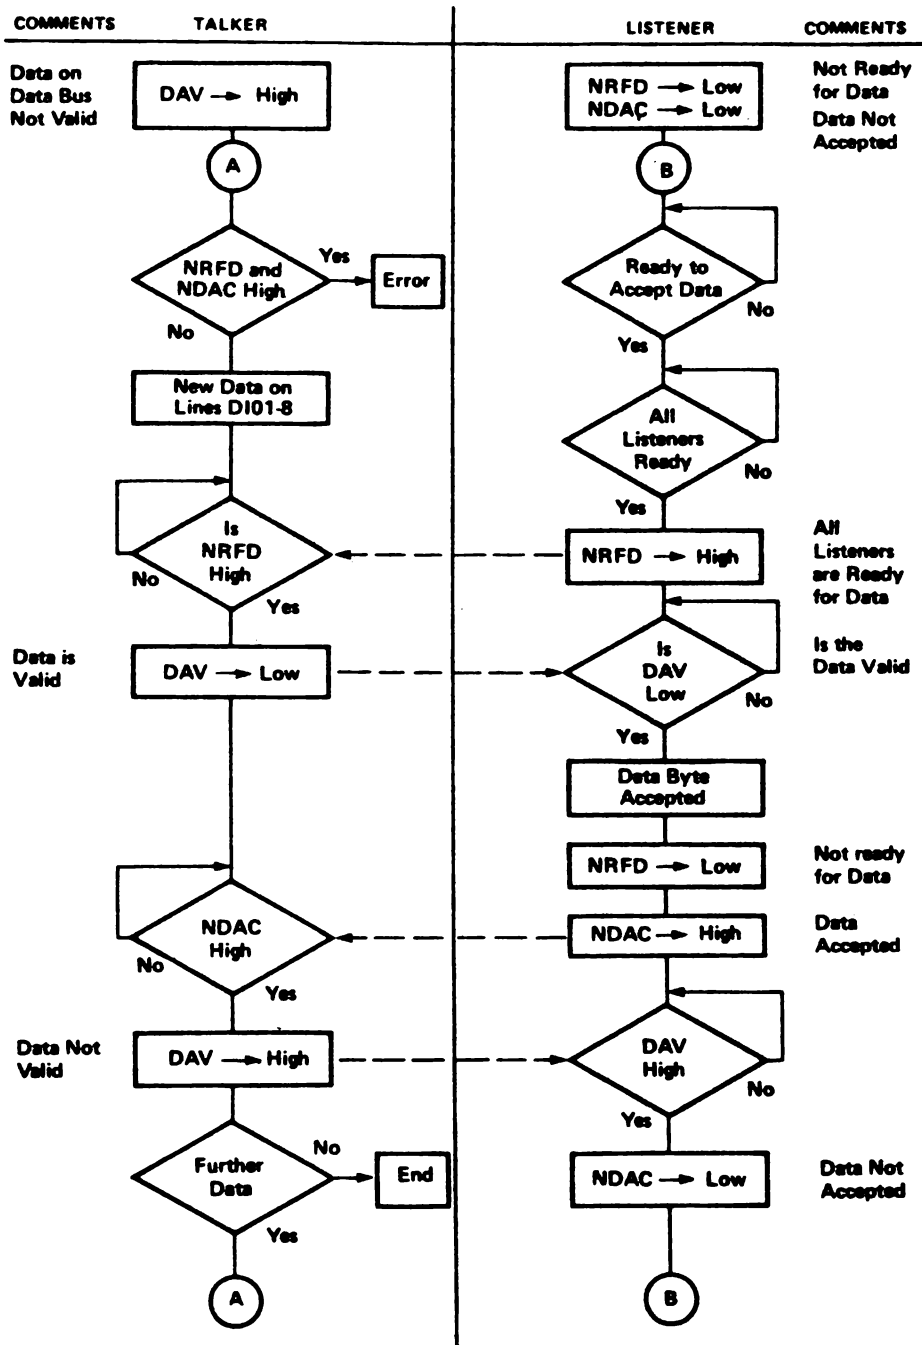 COMMENTS TALKER LISTENER COMMENTS
Data on
Data Bus
Not Valid
DAV → High
A
NRFD and
NDAC High
Yes
Error
No
New Data on
Lines DI01-8
Is
NRFD
High
No
Yes
Data is
Valid
DAV → Low
NDAC
High
No
Yes
Data Not
Valid
DAV → High
Further
Data
No
End
Yes
A
NRFD → Low
NDAC → Low
Not Ready
for Data
Data Not
Accepted
B
Ready to
Accept Data
No
Yes
All
Listeners
Ready
No
Yes
NRFD → High
All
Listeners
are Ready
for Data
Is
DAV
Low
No
Is the
Data Valid
Yes
Data Byte
Accepted
NRFD → Low
Not ready
for Data
NDAC → High
Data
Accepted
DAV
High
No
Yes
NDAC → Low
Data Not
Accepted
B